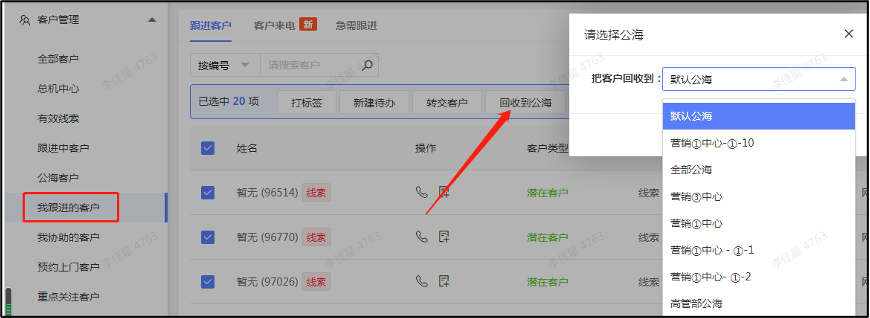 客户管理
全部客户
总机中心
有效线索
跟进中客户
公海客户
我跟进的客户
我协助的客户
预约上门客户
重点关注客户
跟进客户 客户来电 新 急需跟进
按编号 请搜索客户
已选中 20 项 打标签 新建待办 转交客户 回收到公海
姓名 操作 客户类型
暂无 (96514) 线索 潜在客户 线索
暂无 (96770) 线索 潜在客户 线索
暂无 (97026) 线索 潜在客户 线索
请选择公海
把客户回收到： 默认公海
默认公海
营销①中心-①-10
全部公海
营销③中心
营销①中心
营销①中心 - ①-1
营销①中心- ①-2
高管部公海